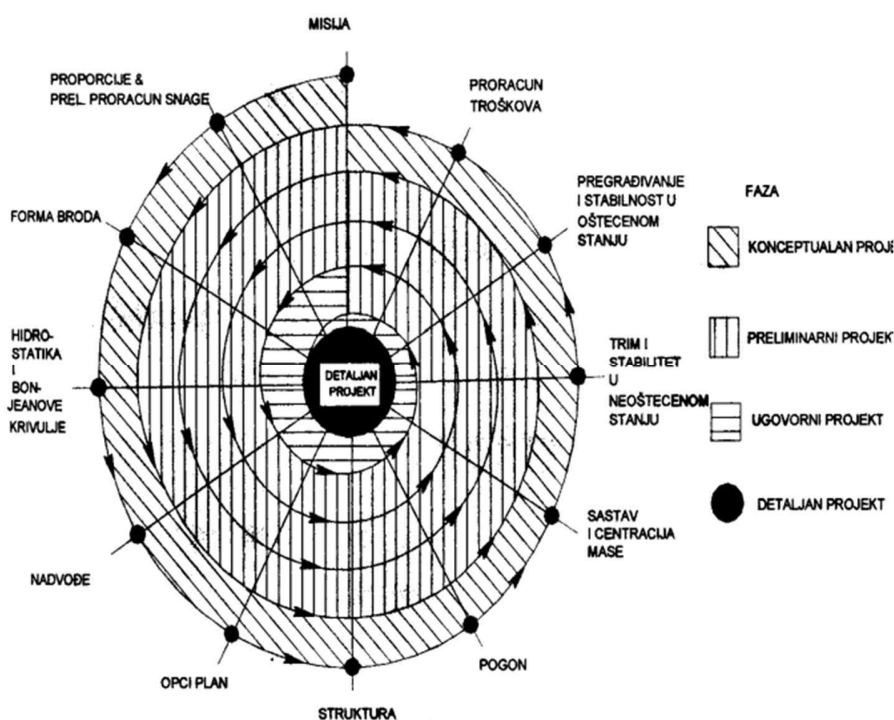 MISIJA
PROPORCIJE &
PREL. PRORACUN SNAGE
PRORACUN
TROŠKOVA
PREGRAĐIVANJE
I STABILNOST U
OŠTECENOM
STANJU
FAZA
FORMA BRODA
KONCEPTUALAN PROJE
HIDRO-
STATIKA
I
BON-
JEANOVE
KRIVULJE
DETALJAN
PROJEKT
TRIM I
STABILITET
U
NEOŠTECENOM
STANJU
PRELIMINARNI PROJEKT
UGOVORNI PROJEKT
DETALJAN PROJEKT
SASTAV
I CENTRACIJA
MASE
NADVOĐE
OPCI PLAN
POGON
STRUKTURA